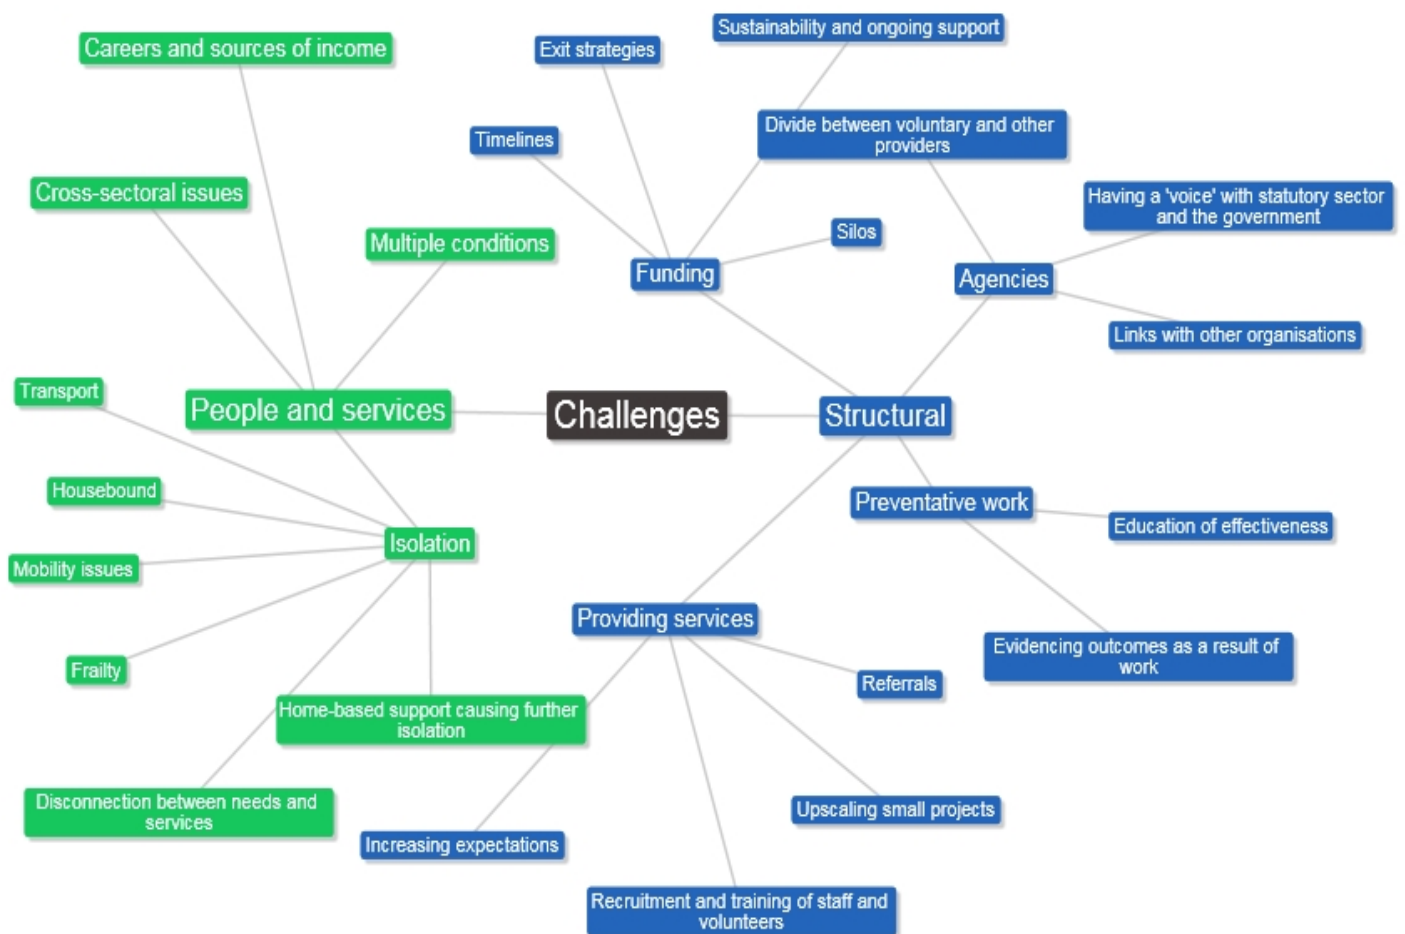 Sustainability and ongoing support
Careers and sources of income
Exit strategies
Divide between voluntary and other
providers
Timelines
Cross-sectoral issues
Having a 'voice' with statutory sector
and the government
Multiple conditions
Silos
Funding
Agencies
Links with other organisations
Transport
People and services
Challenges
Structural
Housebound
Preventative work
Education of effectiveness
Isolation
Mobility issues
Providing services
Evidencing outcomes as a result of
work
Frailty
Referrals
Home-based support causing further
isolation
Disconnection between needs and
services
Upscaling small projects
Increasing expectations
Recruitment and training of staff and
volunteers